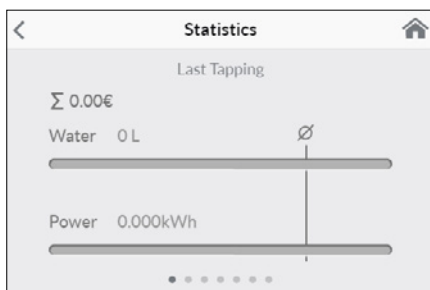 Statistics
Last Tapping
Σ 0.00€
Water 0 L
Ø
Power 0.000kWh